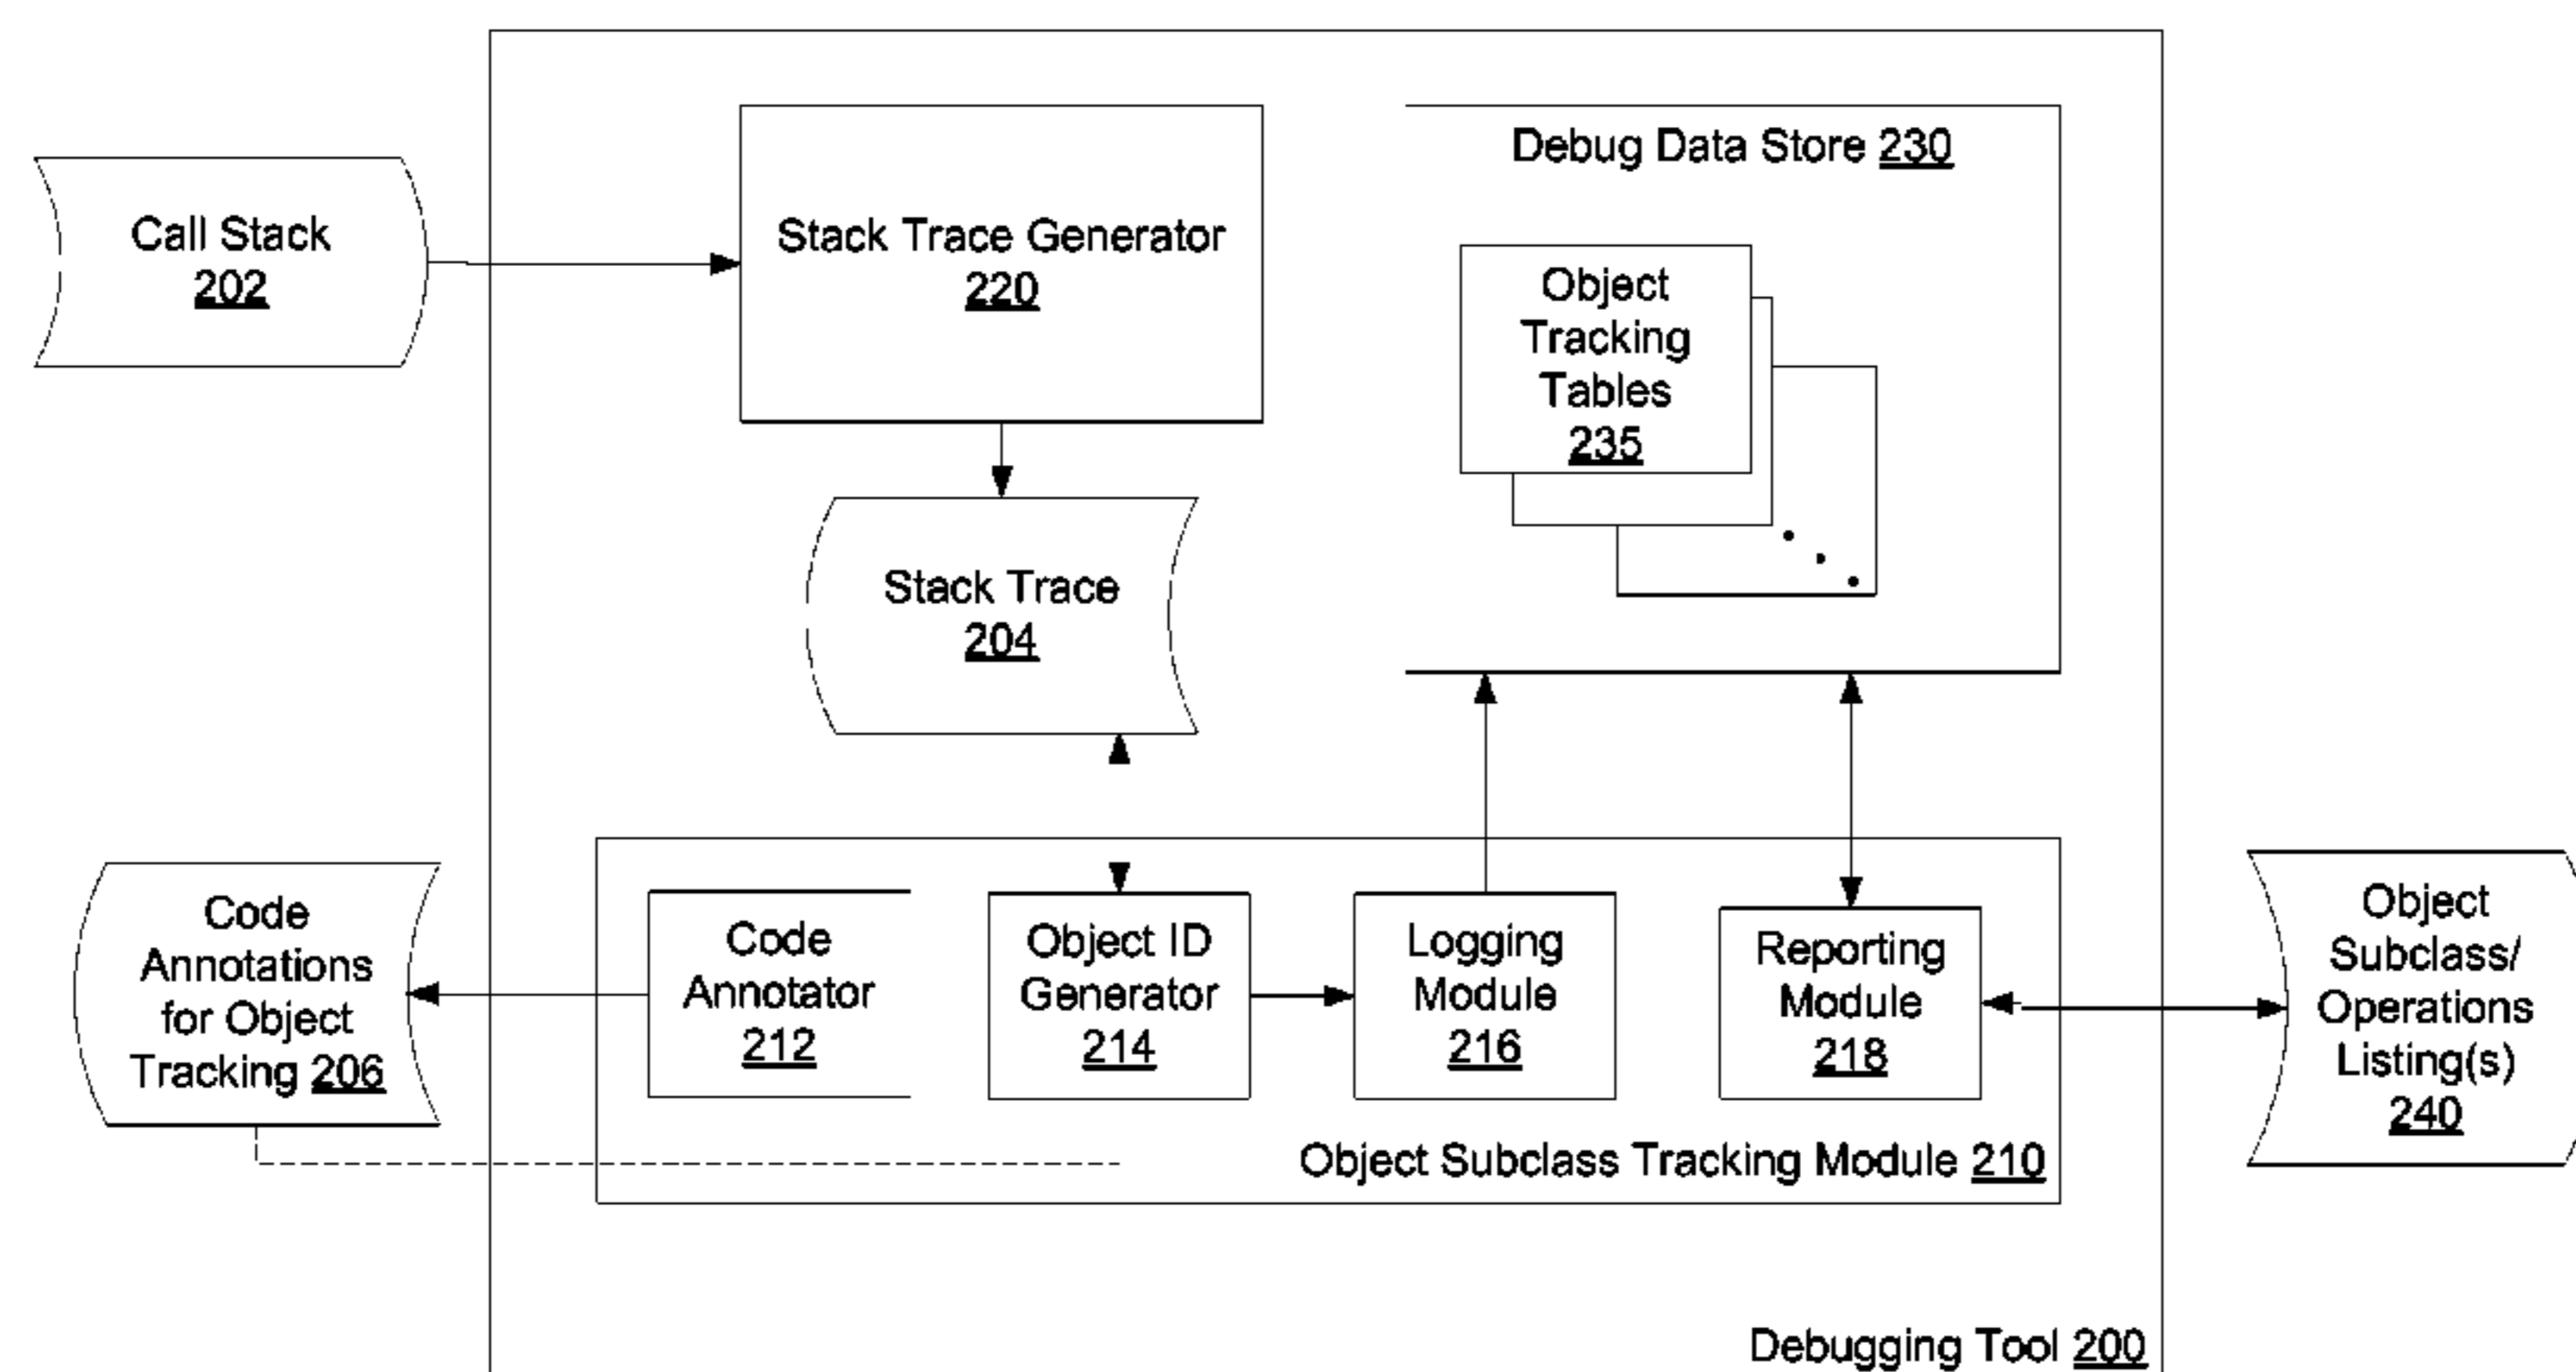 Call Stack
202
Stack Trace Generator
220
Debug Data Store 230
Object
Tracking
Tables
235
Stack Trace
204
Code
Annotations
for Object
Tracking 206
Code
Annotator
212
Object ID
Generator
214
Logging
Module
216
Reporting
Module
218
Object
Subclass/
Operations
Listing(s)
240
Object Subclass Tracking Module 210
Debugging Tool 200